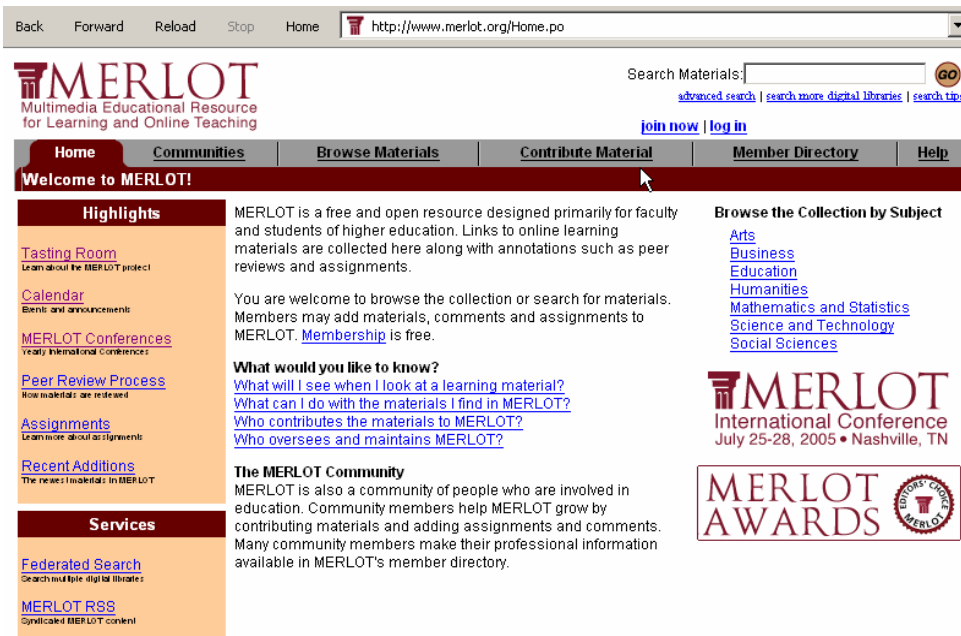 Back Forward Reload Stop Home http://www.merlot.org/Home.po
MERLOT
Multimedia Educational Resource
for Learning and Online Teaching
Search Materials: GO
advanced search | search more digital libraries | search tips
join now | log in
Home Communities Browse Materials Contribute Material Member Directory Help
Welcome to MERLOT!
Highlights
Tasting Room
Learn about the MERLOT project
Calendar
Events and announcements
MERLOT Conferences
Yearly International Conferences
Peer Review Process
How materials are reviewed
Assignments
Learn more about assignments
Recent Additions
The newest materials in MERLOT
Services
Federated Search
Search multiple digital libraries
MERLOT RSS
Syndicated MERLOT content
MERLOT is a free and open resource designed primarily for faculty
and students of higher education. Links to online learning
materials are collected here along with annotations such as peer
reviews and assignments.
You are welcome to browse the collection or search for materials.
Members may add materials, comments and assignments to
MERLOT. Membership is free.
What would you like to know?
What will I see when I look at a learning material?
What can I do with the materials I find in MERLOT?
Who contributes the materials to MERLOT?
Who oversees and maintains MERLOT?
The MERLOT Community
MERLOT is also a community of people who are involved in
education. Community members help MERLOT grow by
contributing materials and adding assignments and comments.
Many community members make their professional information
available in MERLOT's member directory.
Browse the Collection by Subject
Arts
Business
Education
Humanities
Mathematics and Statistics
Science and Technology
Social Sciences
MERLOT
International Conference
July 25-28, 2005 • Nashville, TN
MERLOT
AWARDS
EDITORS' CHOICE
MERLOT